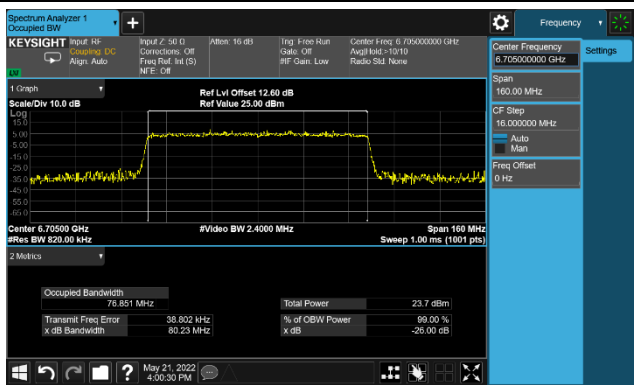 Spectrum Analyzer 1
Occupied BW
Frequency
KEYSIGHT Input: RF
Coupling: DC
Align: Auto
Input Z: 50 Ω
Corrections: Off
Freq Ref: Int (S)
NFE: Off
Atten: 16 dB
Trig: Free Run
Gate: Off
#IF Gain: Low
Center Freq: 6.705000000 GHz
Avg|Hold:>10/10
Radio Std: None
LXI
Center Frequency
6.705000000 GHz
Settings
Span
160.00 MHz
CF Step
16.000000 MHz
Auto
Man
Freq Offset
0 Hz
1 Graph
Scale/Div 10.0 dB
Ref Lvl Offset 12.60 dB
Ref Value 25.00 dBm
Log
15.0
5.00
-5.00
-15.0
-25.0
-35.0
-45.0
-55.0
-65.0
Center 6.70500 GHz
#Res BW 820.00 kHz
#Video BW 2.4000 MHz
Span 160 MHz
Sweep 1.00 ms (1001 pts)
2 Metrics
Occupied Bandwidth
76.851 MHz
Total Power 23.7 dBm
Transmit Freq Error 38.802 kHz
% of OBW Power 99.00 %
x dB Bandwidth 80.23 MHz
x dB -26.00 dB
May 21, 2022
4:00:30 PM